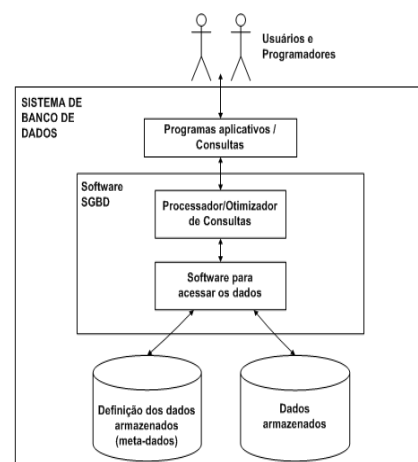 Usuários e
Programadores
SISTEMA DE
BANCO DE
DADOS
Programas aplicativos /
Consultas
Software
SGBD
Processador/Otimizador
de Consultas
Software para
acessar os dados
Definição dos dados
armazenados
(meta-dados)
Dados
armazenados